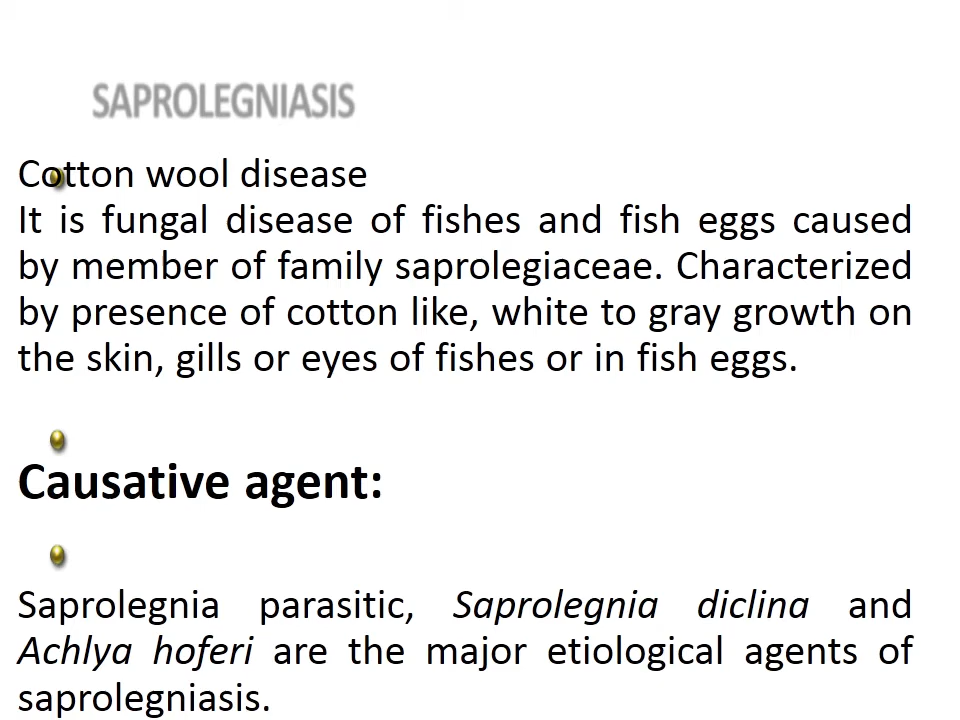 SAPROLEGNIASIS
Cotton wool disease
It is fungal disease of fishes and fish eggs caused
by member of family saprolegiaceae. Characterized
by presence of cotton like, white to gray growth on
the skin, gills or eyes of fishes or in fish eggs.
Causative agent:
Saprolegnia parasitic, Saprolegnia diclina and
Achlya hoferi are the major etiological agents of
saprolegniasis.